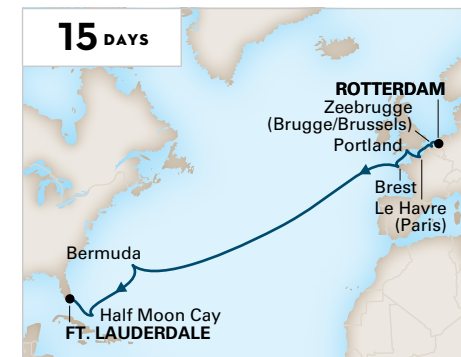 15 DAYS
ROTTERDAM
Zeebrugge
(Brugge/Brussels)
Portland
Brest
Le Havre
(Paris)
Bermuda
Half Moon Cay
FT. LAUDERDALE